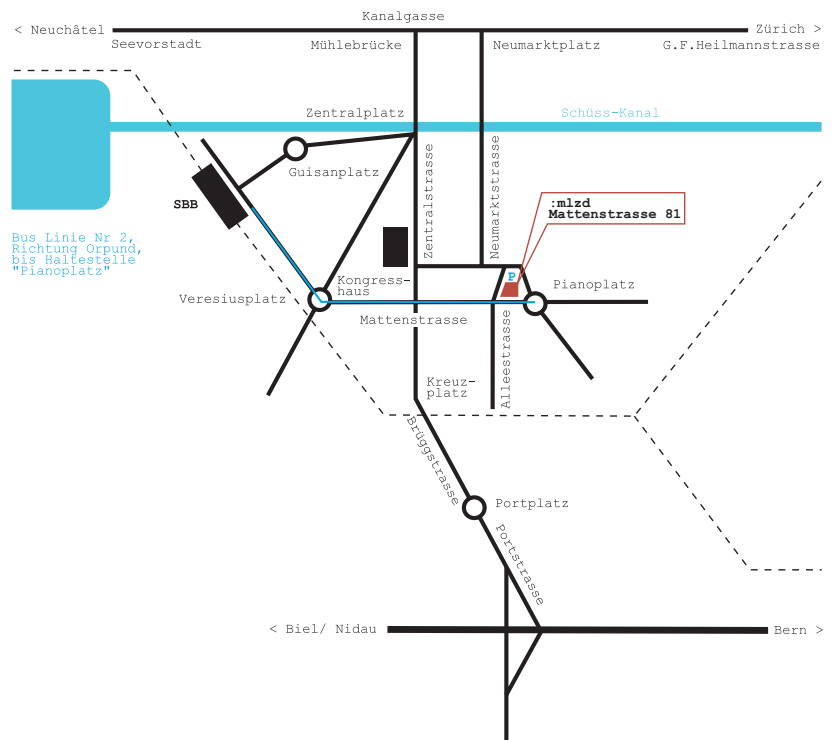 Kanalgasse
< Neuchâtel
Zürich >
Seevorstadt
Mühlebrücke
Neumarktplatz
G.F.Heilmannstrasse
Zentralplatz
Schüss-Kanal
Guisanplatz
Zentralstrasse
Neumarktstrasse
SBB
:mlzd
Mattenstrasse 81
Bus Linie Nr 2,
Richtung Orpund,
bis Haltestelle
"Pianoplatz"
Kongress-
haus
P
Pianoplatz
Veresiusplatz
Mattenstrasse
Alleestrasse
Kreuz-
platz
Brüggstrasse
Portplatz
Portstrasse
< Biel/ Nidau
Bern >